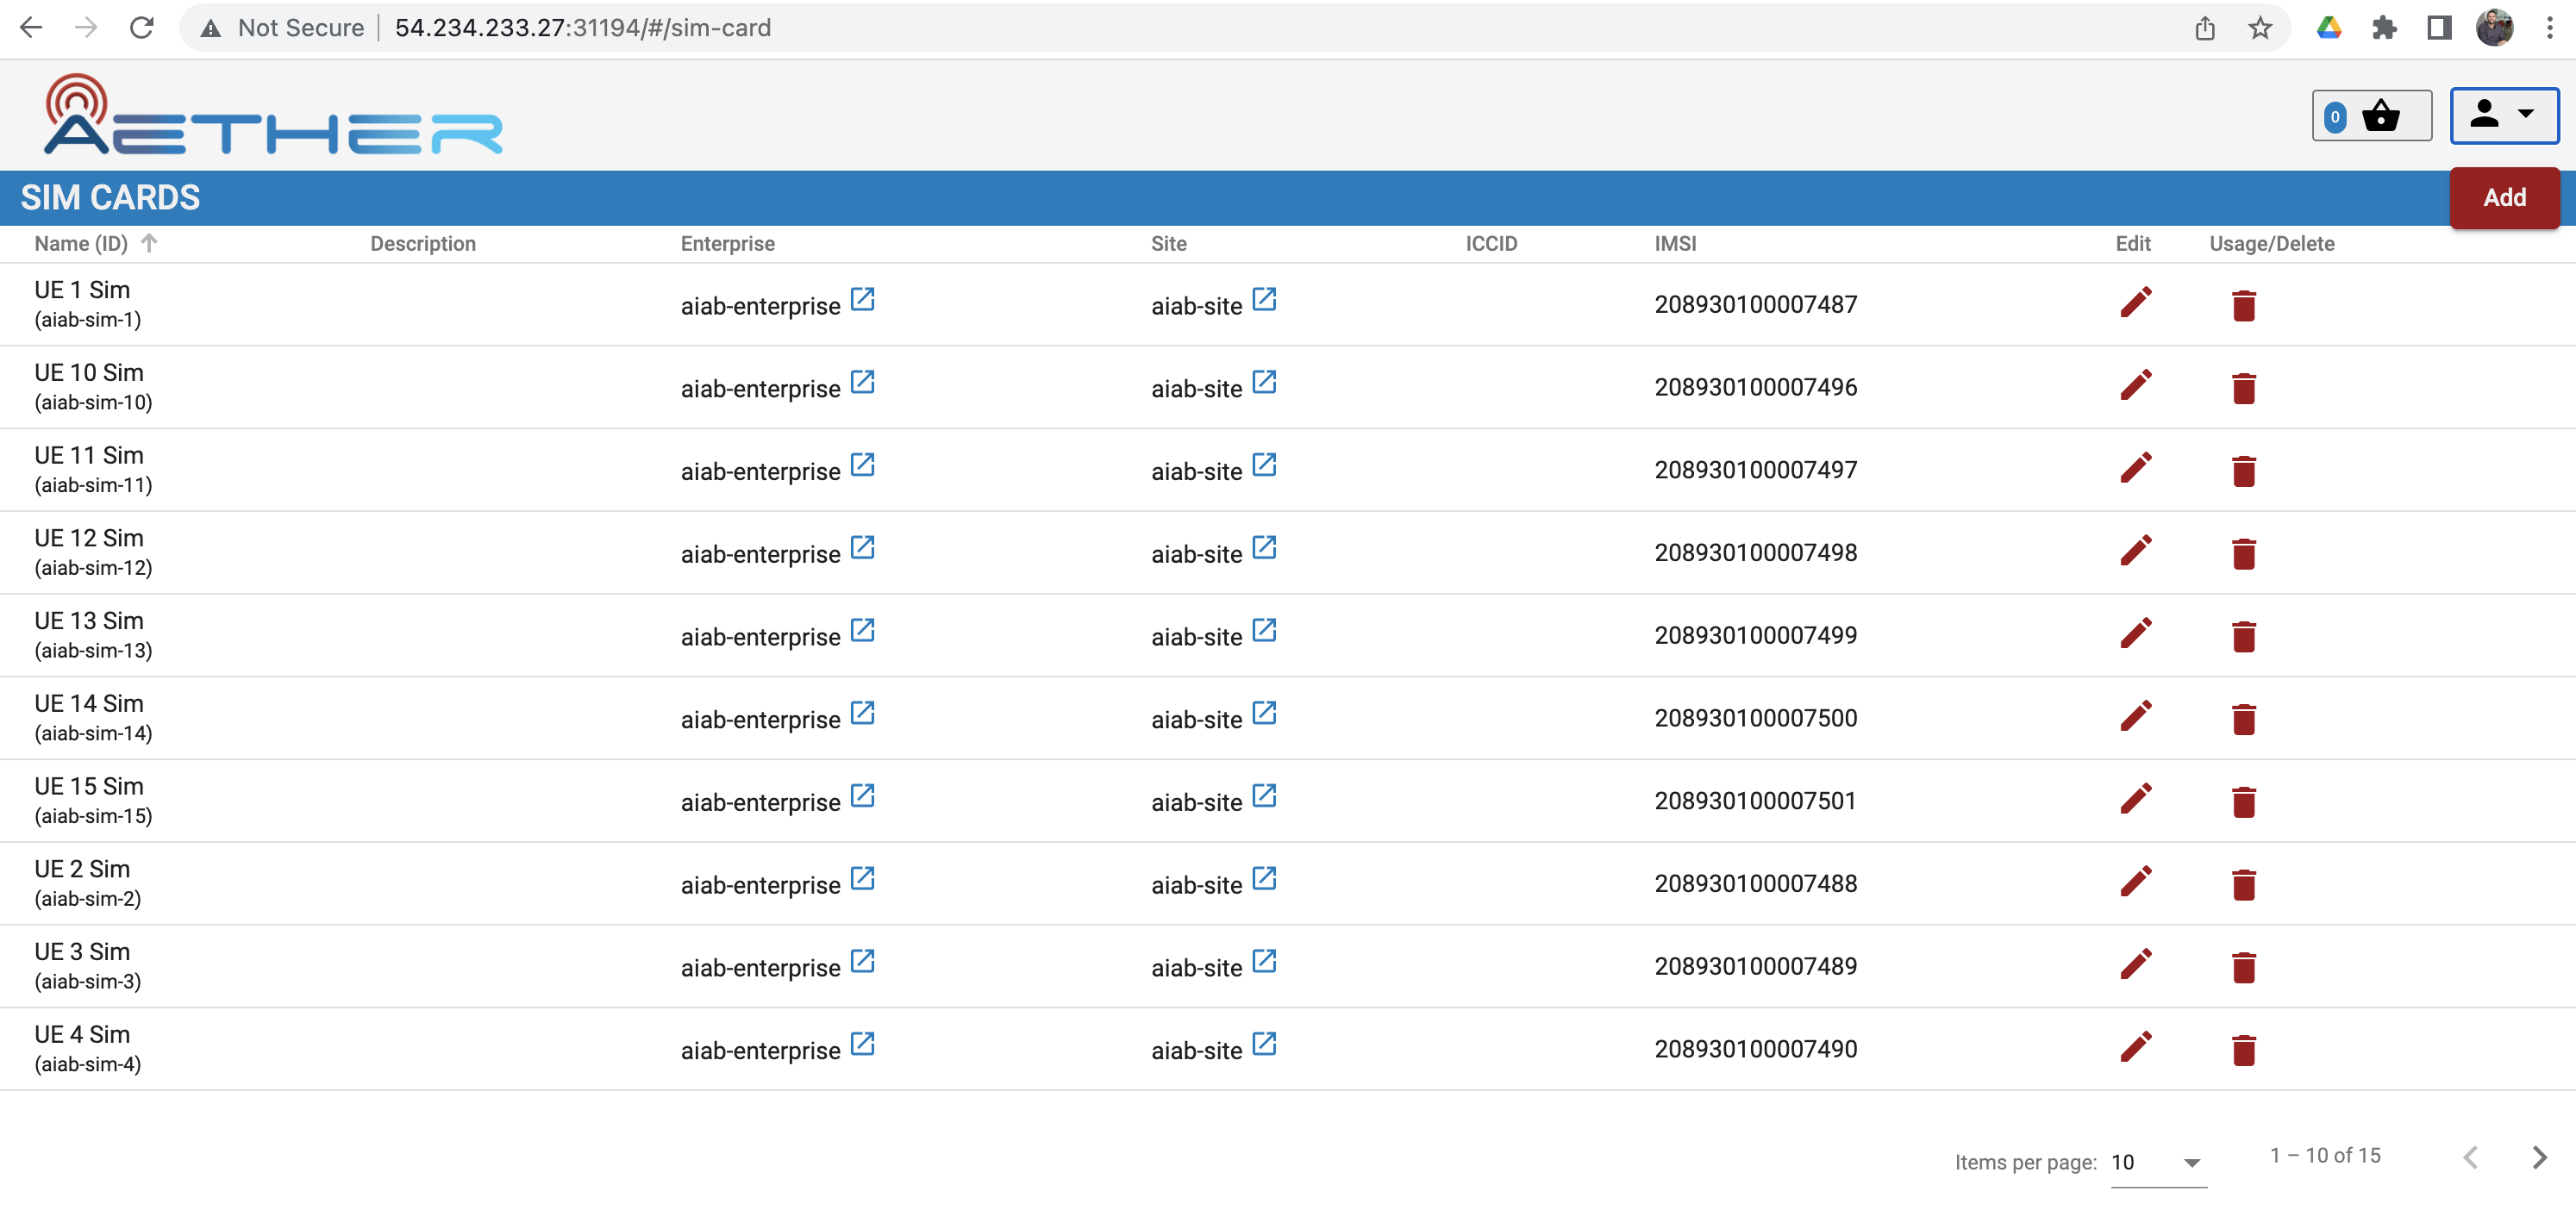 Not Secure 54.234.233.27:31194/#/sim-card
AETHER
0
SIM CARDS
Add
Name (ID) Description Enterprise Site ICCID IMSI Edit Usage/Delete
UE 1 Sim
(aiab-sim-1)
aiab-enterprise aiab-site 208930100007487
UE 10 Sim
(aiab-sim-10)
aiab-enterprise aiab-site 208930100007496
UE 11 Sim
(aiab-sim-11)
aiab-enterprise aiab-site 208930100007497
UE 12 Sim
(aiab-sim-12)
aiab-enterprise aiab-site 208930100007498
UE 13 Sim
(aiab-sim-13)
aiab-enterprise aiab-site 208930100007499
UE 14 Sim
(aiab-sim-14)
aiab-enterprise aiab-site 208930100007500
UE 15 Sim
(aiab-sim-15)
aiab-enterprise aiab-site 208930100007501
UE 2 Sim
(aiab-sim-2)
aiab-enterprise aiab-site 208930100007488
UE 3 Sim
(aiab-sim-3)
aiab-enterprise aiab-site 208930100007489
UE 4 Sim
(aiab-sim-4)
aiab-enterprise aiab-site 208930100007490
Items per page: 10 1 – 10 of 15